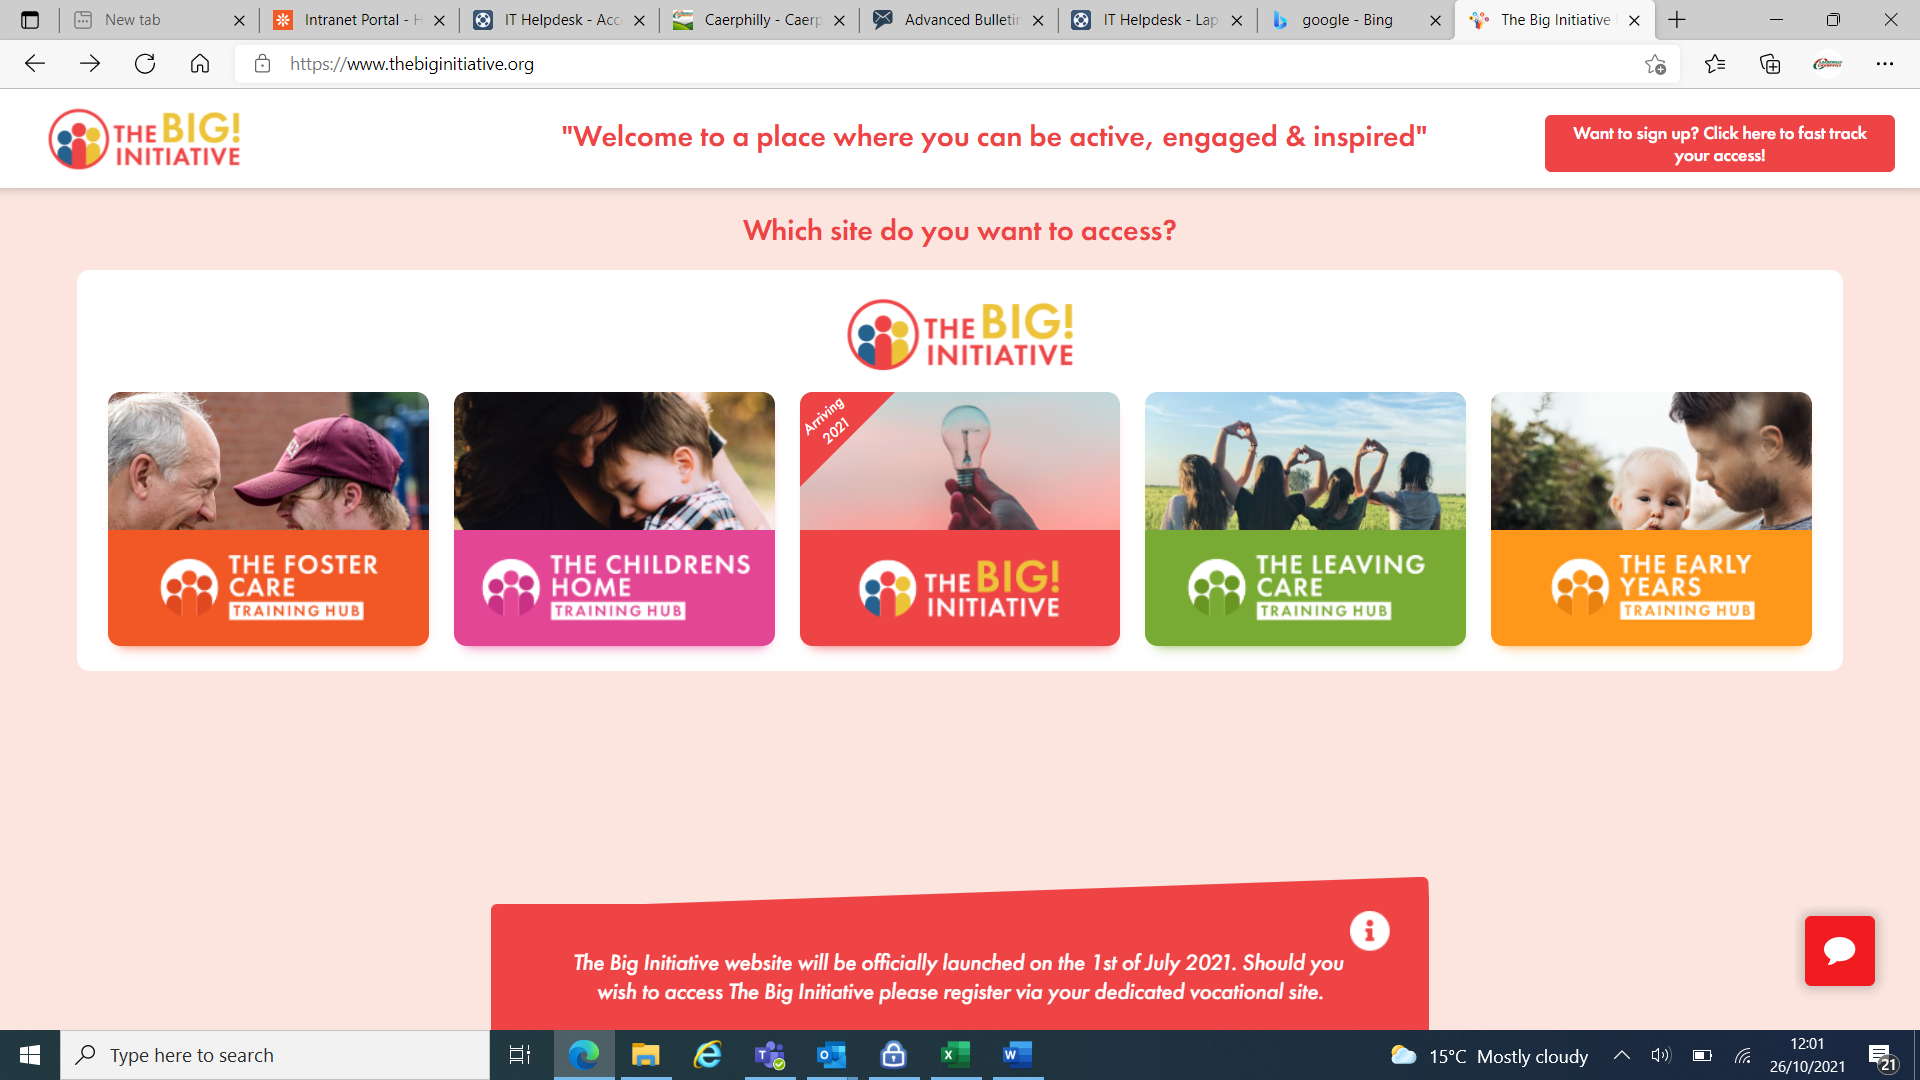 New tab
Intranet Portal - H
IT Helpdesk - Acc
Caerphilly - Caerp
Advanced Bulletin
IT Helpdesk - Lap
google - Bing
The Big Initiative
https://www.thebiginitiative.org
THE BIG!
INITIATIVE
"Welcome to a place where you can be active, engaged & inspired"
Want to sign up? Click here to fast track
your access!
Which site do you want to access?
THE BIG!
INITIATIVE
Arriving
2021
THE FOSTER
CARE
TRAINING HUB
THE CHILDRENS
HOME
TRAINING HUB
THE BIG!
INITIATIVE
THE LEAVING
CARE
TRAINING HUB
THE EARLY
YEARS
TRAINING HUB
The Big Initiative website will be officially launched on the 1st of July 2021. Should you
wish to access The Big Initiative please register via your dedicated vocational site.
Type here to search
15°C Mostly cloudy
12:01
26/10/2021
21